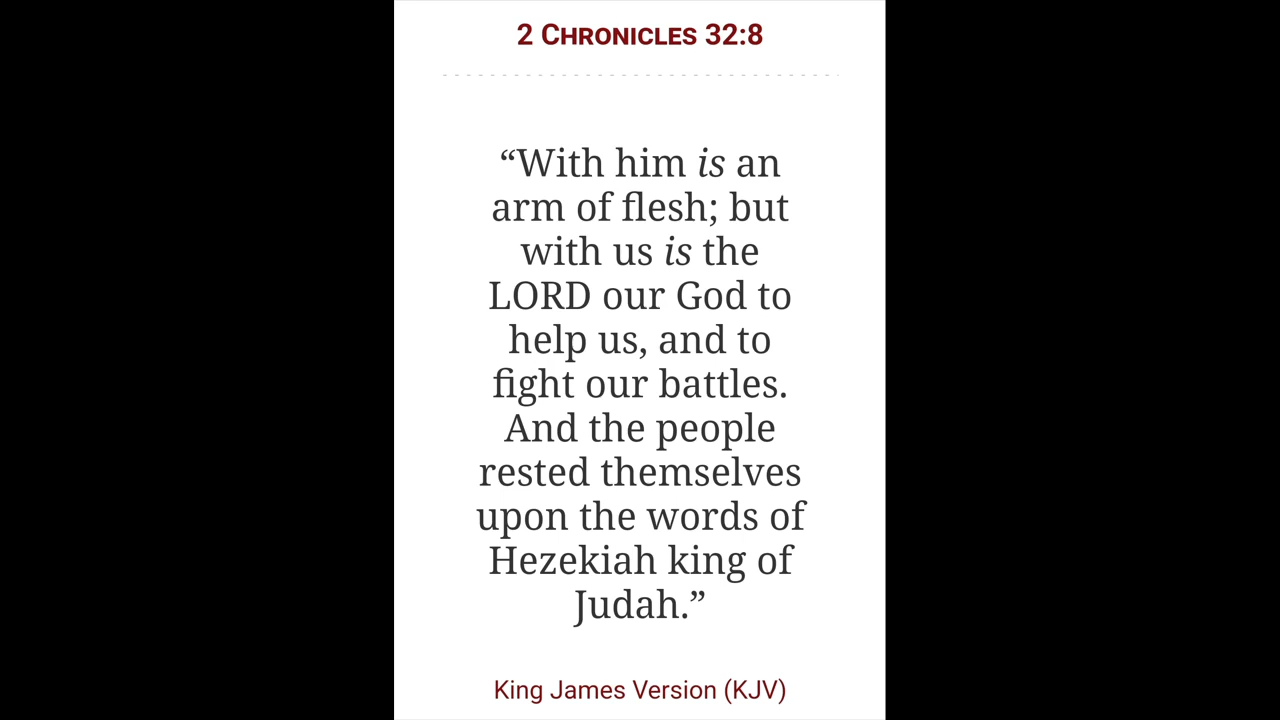 2 Chronicles 32:8
“With him is an
arm of flesh; but
with us is the
LORD our God to
help us, and to
fight our battles.
And the people
rested themselves
upon the words of
Hezekiah king of
Judah.”
King James Version (KJV)